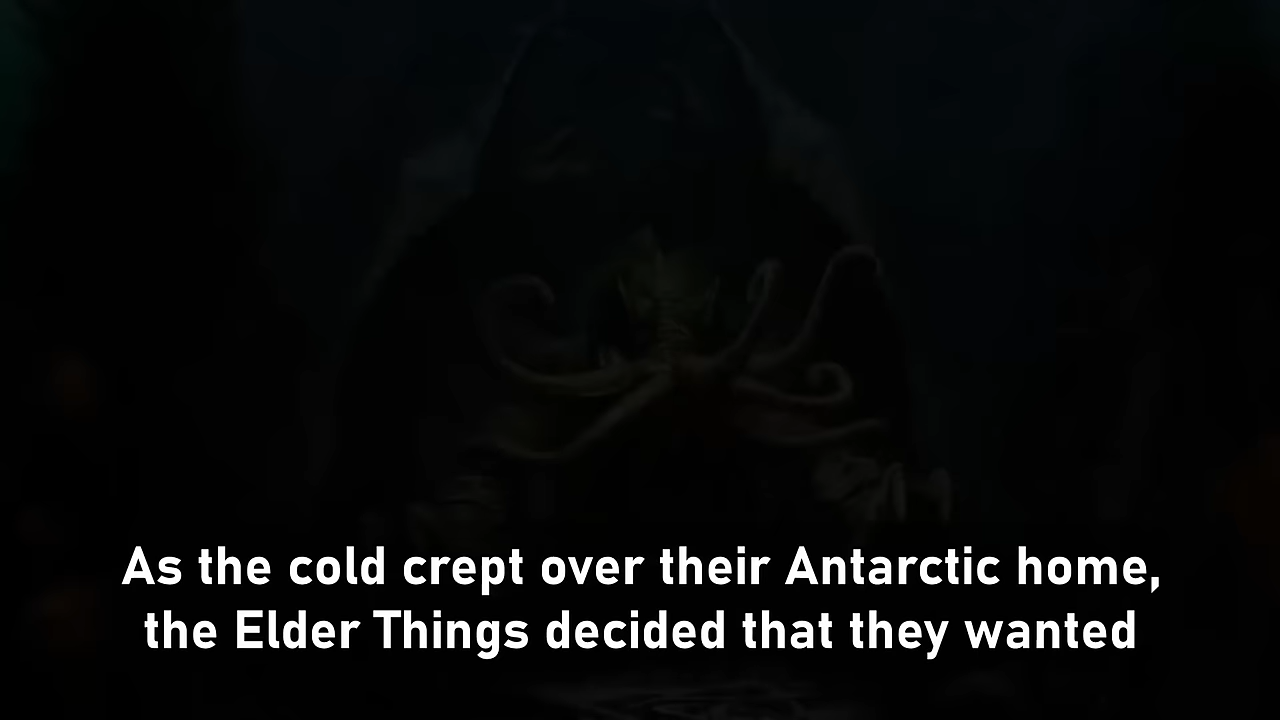 As the cold crept over their Antarctic home,
the Elder Things decided that they wanted